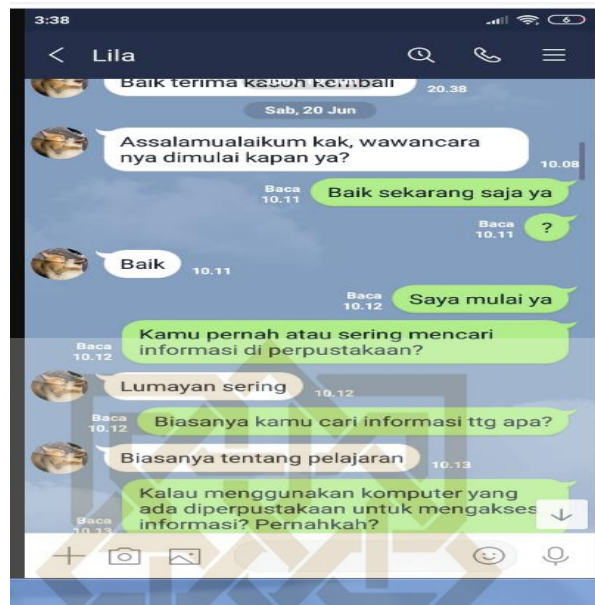 3:38
6
Lila
Baik terima kembali
20.38
Sab, 20 Jun
Assalamualaikum kak, wawancara
nya dimulai kapan ya?
10.08
Baik sekarang saja ya
Baca
10.11
?
Baca
10.11
Baik
10.11
Saya mulai ya
Baca
10.12
Kamu pernah atau sering mencari
informasi di perpustakaan?
Baca
10.12
Lumayan sering
10.12
Biasanya kamu cari informasi ttg apa?
Baca
10.12
Biasanya tentang pelajaran
10.13
Kalau menggunakan komputer yang
ada diperpustakaan untuk mengakses
informasi? Pernahkah?
Baca
10.13